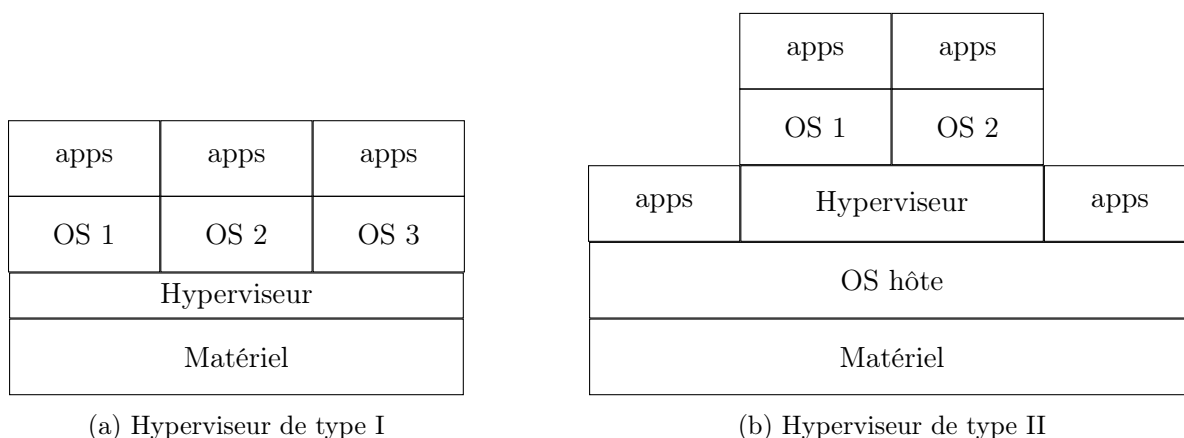 apps
apps
apps
OS 1
OS 2
OS 3
Hyperviseur
Matériel
(a) Hyperviseur de type I
apps
apps
OS 1
OS 2
apps
Hyperviseur
apps
OS hôte
Matériel
(b) Hyperviseur de type II